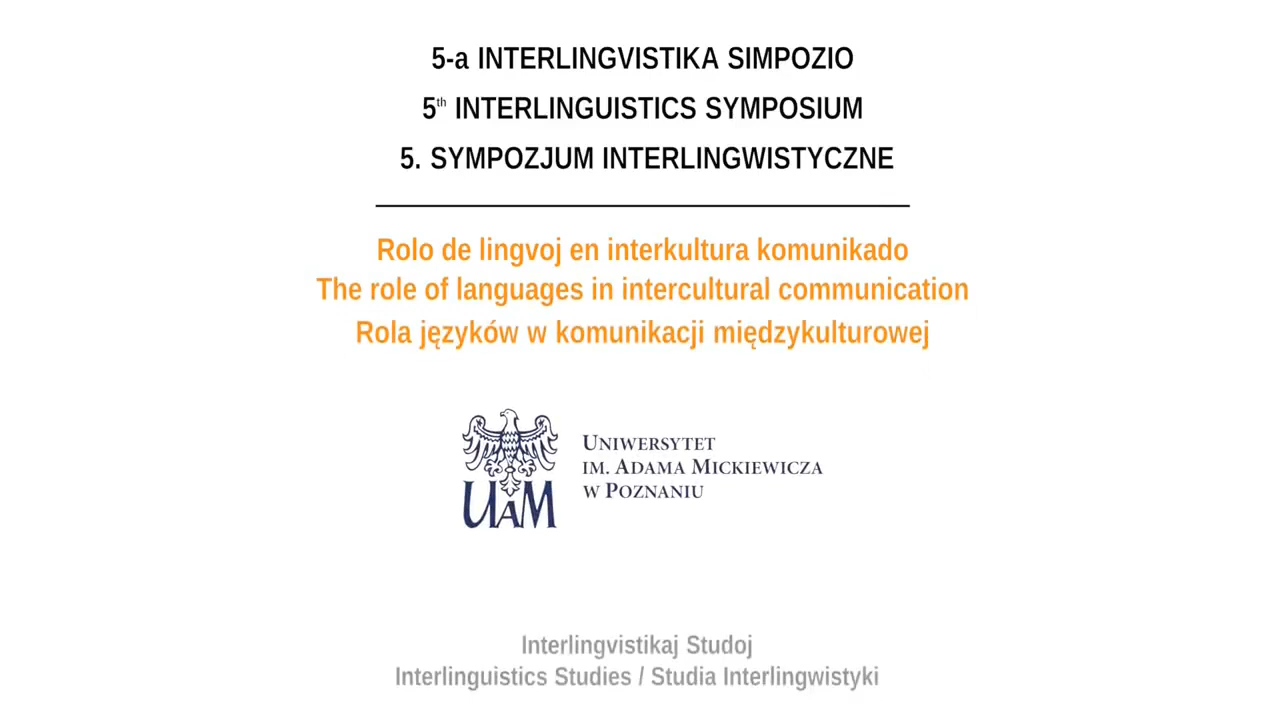 5-a INTERLINGVISTIKA SIMPOZIO
5th INTERLINGUISTICS SYMPOSIUM
5. SYMPOZJUM INTERLINGWISTYCZNE
Rolo de lingvoj en interkultura komunikado
The role of languages in intercultural communication
Rola języków w komunikacji międzykulturowej
UAM
UNIWERSYTET
IM. ADAMA MICKIEWICZA
W POZNANIU
Interlingvistikaj Studoj
Interlinguistics Studies / Studia Interlingwistyki